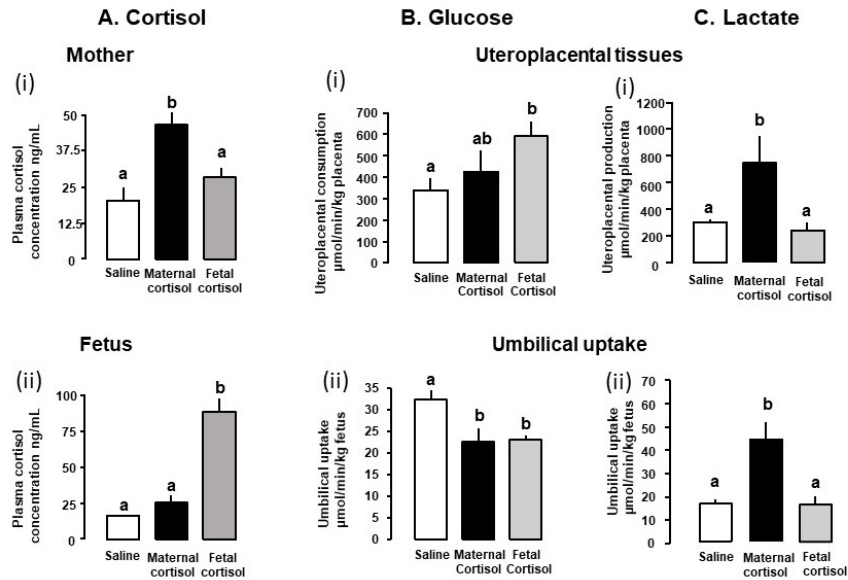 A. Cortisol
B. Glucose
C. Lactate
Mother
Uteroplacental tissues
(i)
Plasma cortisol
concentration ng/mL
50
37.5
25
12.5
0
a
b
a
Saline
Maternal
cortisol
Fetal
cortisol
(i)
Uteroplacental consumption
µmol/min/kg placenta
700
600
500
400
300
200
100
0
a
ab
b
Saline
Maternal
Cortisol
Fetal
Cortisol
(i)
Uteroplacental production
µmol/min/kg placenta
1200
1000
800
600
400
200
0
a
b
a
Saline
Maternal
cortisol
Fetal
cortisol
Fetus
Umbilical uptake
(ii)
Plasma cortisol
concentration ng/mL
100
75
50
25
0
a
a
b
Saline
Maternal
cortisol
Fetal
cortisol
(ii)
Umbilical uptake
µmol/min/kg fetus
35
30
25
20
15
10
5
0
a
b
b
Saline
Maternal
cortisol
Fetal
cortisol
(ii)
Umbilical uptake
µmol/min/kg fetus
70
60
50
40
30
20
10
0
a
b
a
Saline
Maternal
cortisol
Fetal
cortisol